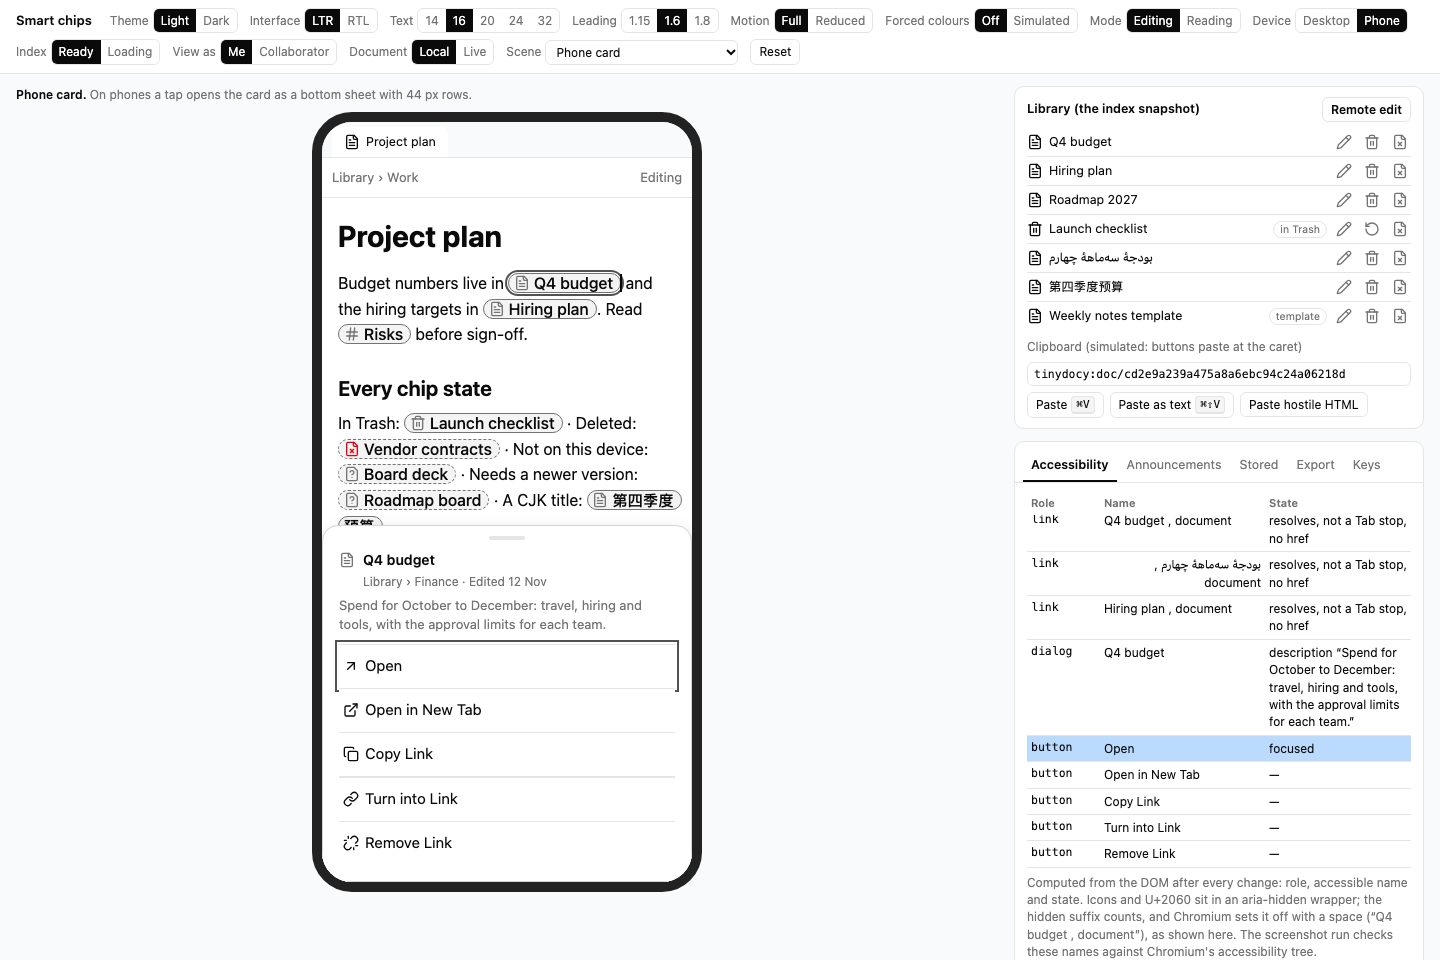 Smart chips Theme Light Dark Interface LTR RTL Text 14 16 20 24 32 Leading 1.15 1.6 1.8 Motion Full Reduced Forced colours Off Simulated Mode Editing Reading Device Desktop Phone
Index Ready Loading View as Me Collaborator Document Local Live Scene Phone card Reset
Phone card. On phones a tap opens the card as a bottom sheet with 44 px rows.
Project plan
Library › Work Editing
Project plan
Budget numbers live in Q4 budget and
the hiring targets in Hiring plan. Read
# Risks before sign-off.
Every chip state
In Trash: Launch checklist · Deleted:
Vendor contracts · Not on this device:
Board deck · Needs a newer version:
Roadmap board · A CJK title: 第四季度
预算
Q4 budget
Library › Finance · Edited 12 Nov
Spend for October to December: travel, hiring and
tools, with the approval limits for each team.
Open
Open in New Tab
Copy Link
Turn into Link
Remove Link
Library (the index snapshot) Remote edit
Q4 budget
Hiring plan
Roadmap 2027
Launch checklist in Trash
بودجهٔ سه‌ماههٔ چهارم
第四季度预算
Weekly notes template template
Clipboard (simulated: buttons paste at the caret)
tinydocy:doc/cd2e9a239a475a8a6ebc94c24a06218d
Paste ⌘V Paste as text ⌘⇧V Paste hostile HTML
Accessibility Announcements Stored Export Keys
Role Name State
link Q4 budget , document resolves, not a Tab stop,
no href
link بودجهٔ سه‌ماههٔ چهارم , resolves, not a Tab stop,
document no href
link Hiring plan , document resolves, not a Tab stop,
no href
dialog Q4 budget description “Spend for
October to December:
travel, hiring and tools,
with the approval limits
for each team.”
button Open focused
button Open in New Tab —
button Copy Link —
button Turn into Link —
button Remove Link —
Computed from the DOM after every change: role, accessible name
and state. Icons and U+2060 sit in an aria-hidden wrapper; the
hidden suffix counts, and Chromium sets it off with a space (“Q4
budget , document”), as shown here. The screenshot run checks
these names against Chromium's accessibility tree.